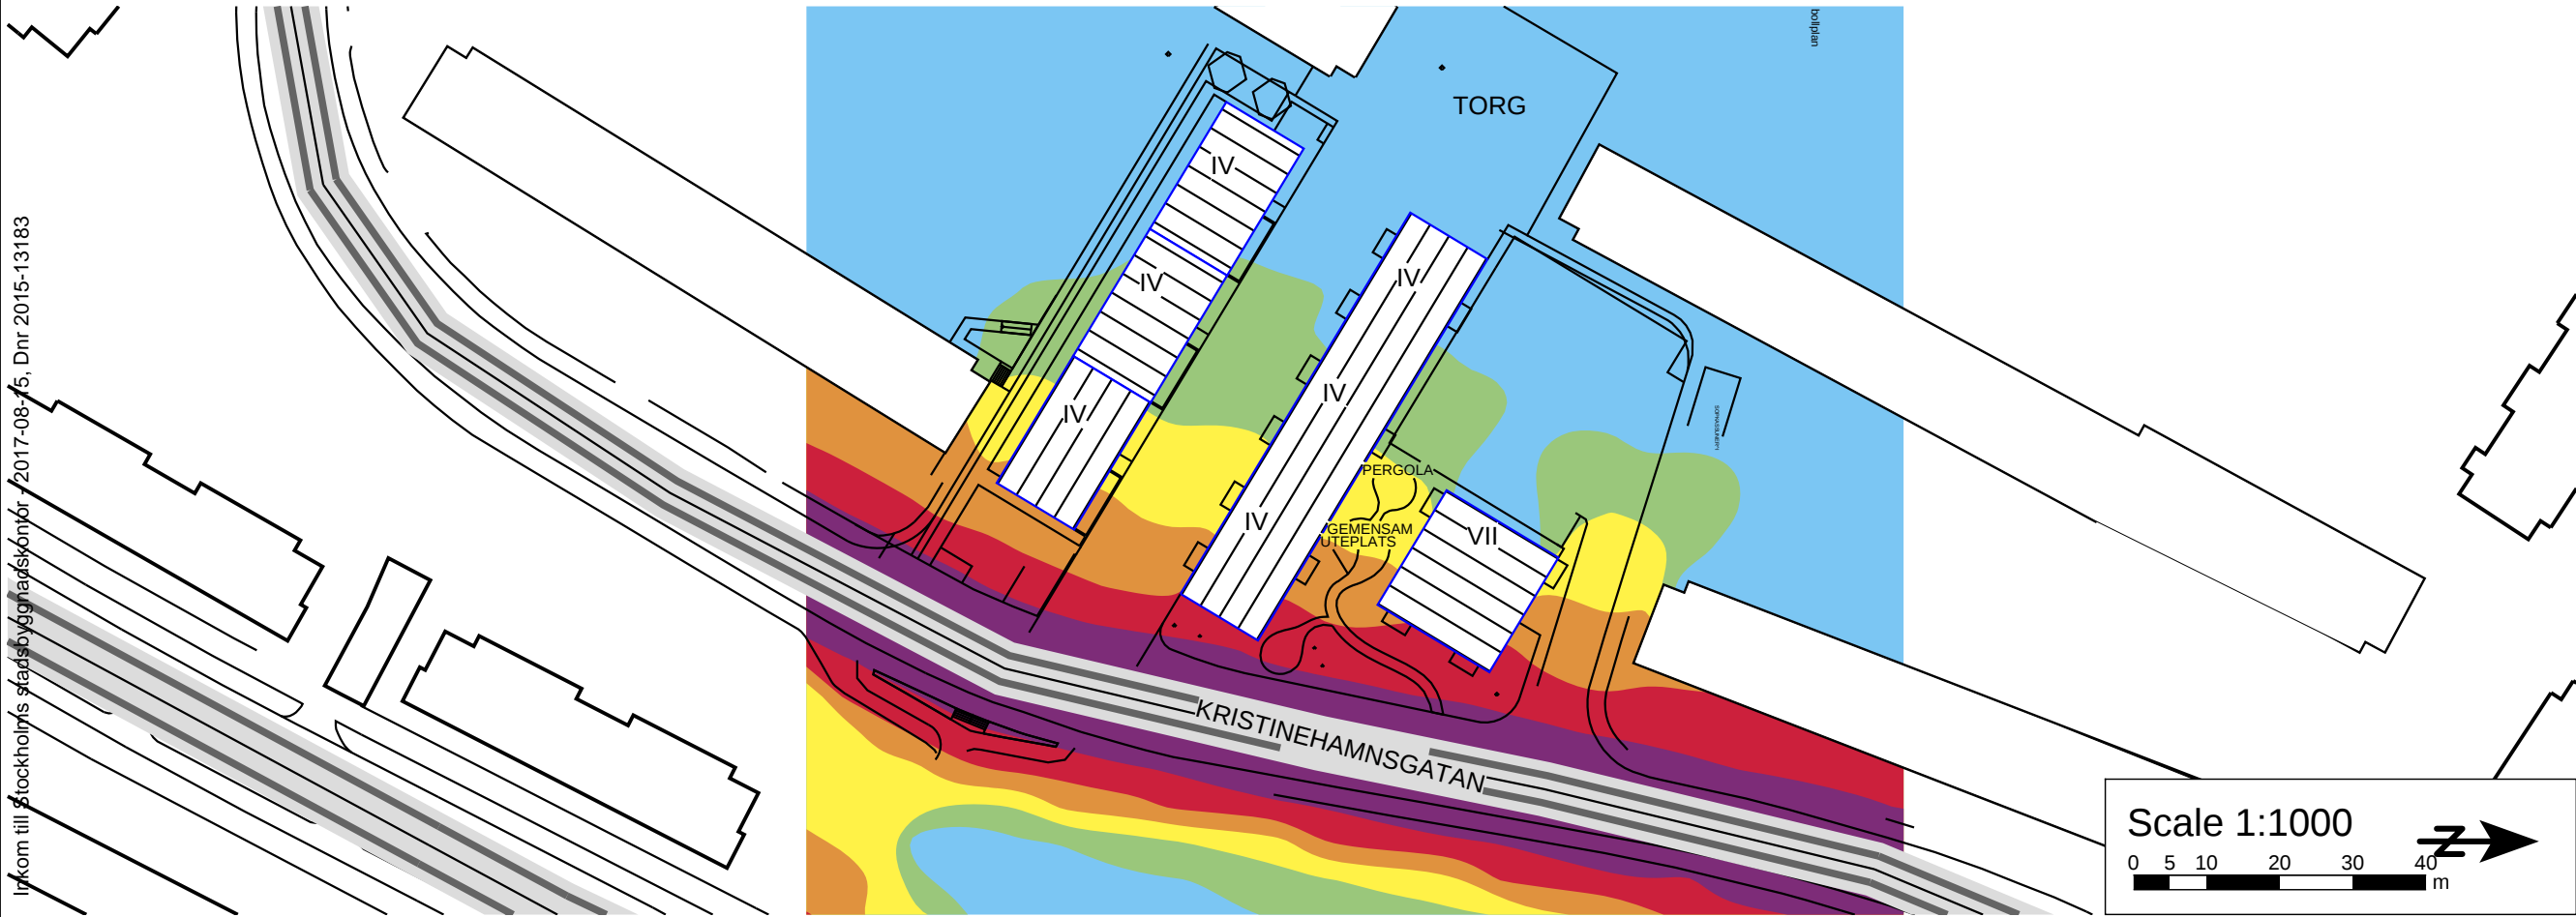 Inkom till Stockholms stadsbyggnadskontor - 2017-08-15, Dnr 2015-13183
bollplan
TORG
IV
IV
IV
IV
IV
IV
PERGOLA
GEMENSAM
UTEPLATS
VII
KRISTINEHAMNSGATAN
Scale 1:1000
0 5 10 20 30 40
m
N